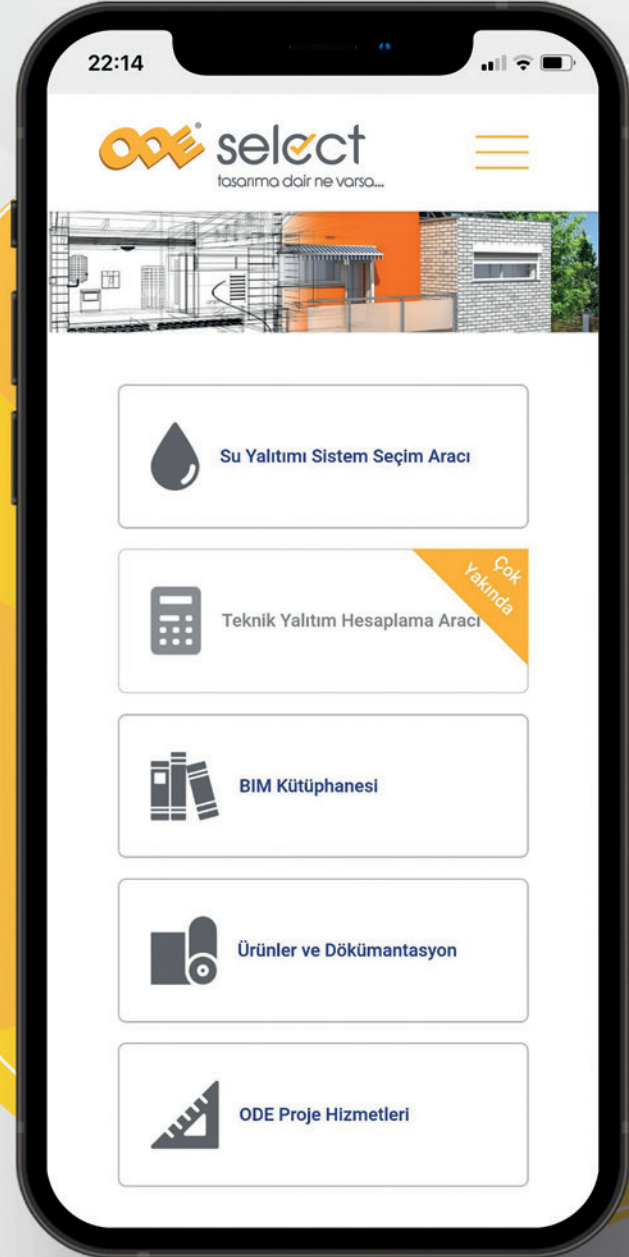 22:14
ODE® select
tasarıma dair ne varsa...
Su Yalıtımı Sistem Seçim Aracı
Çok
Yakında
Teknik Yalıtım Hesaplama Aracı
BIM Kütüphanesi
Ürünler ve Dökümantasyon
ODE Proje Hizmetleri